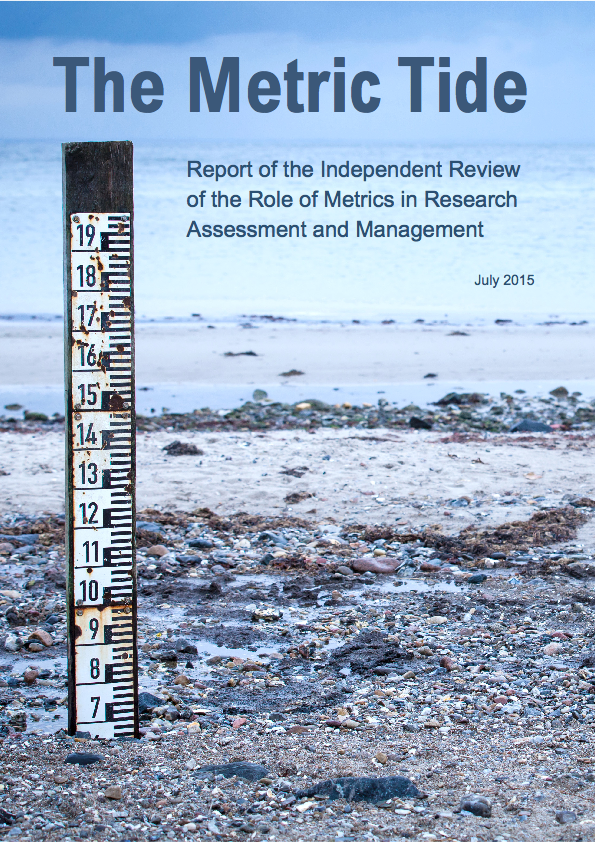 The Metric Tide
Report of the Independent Review
of the Role of Metrics in Research
Assessment and Management
July 2015
19
18
17
16
15
14
13
12
11
10
9
8
7